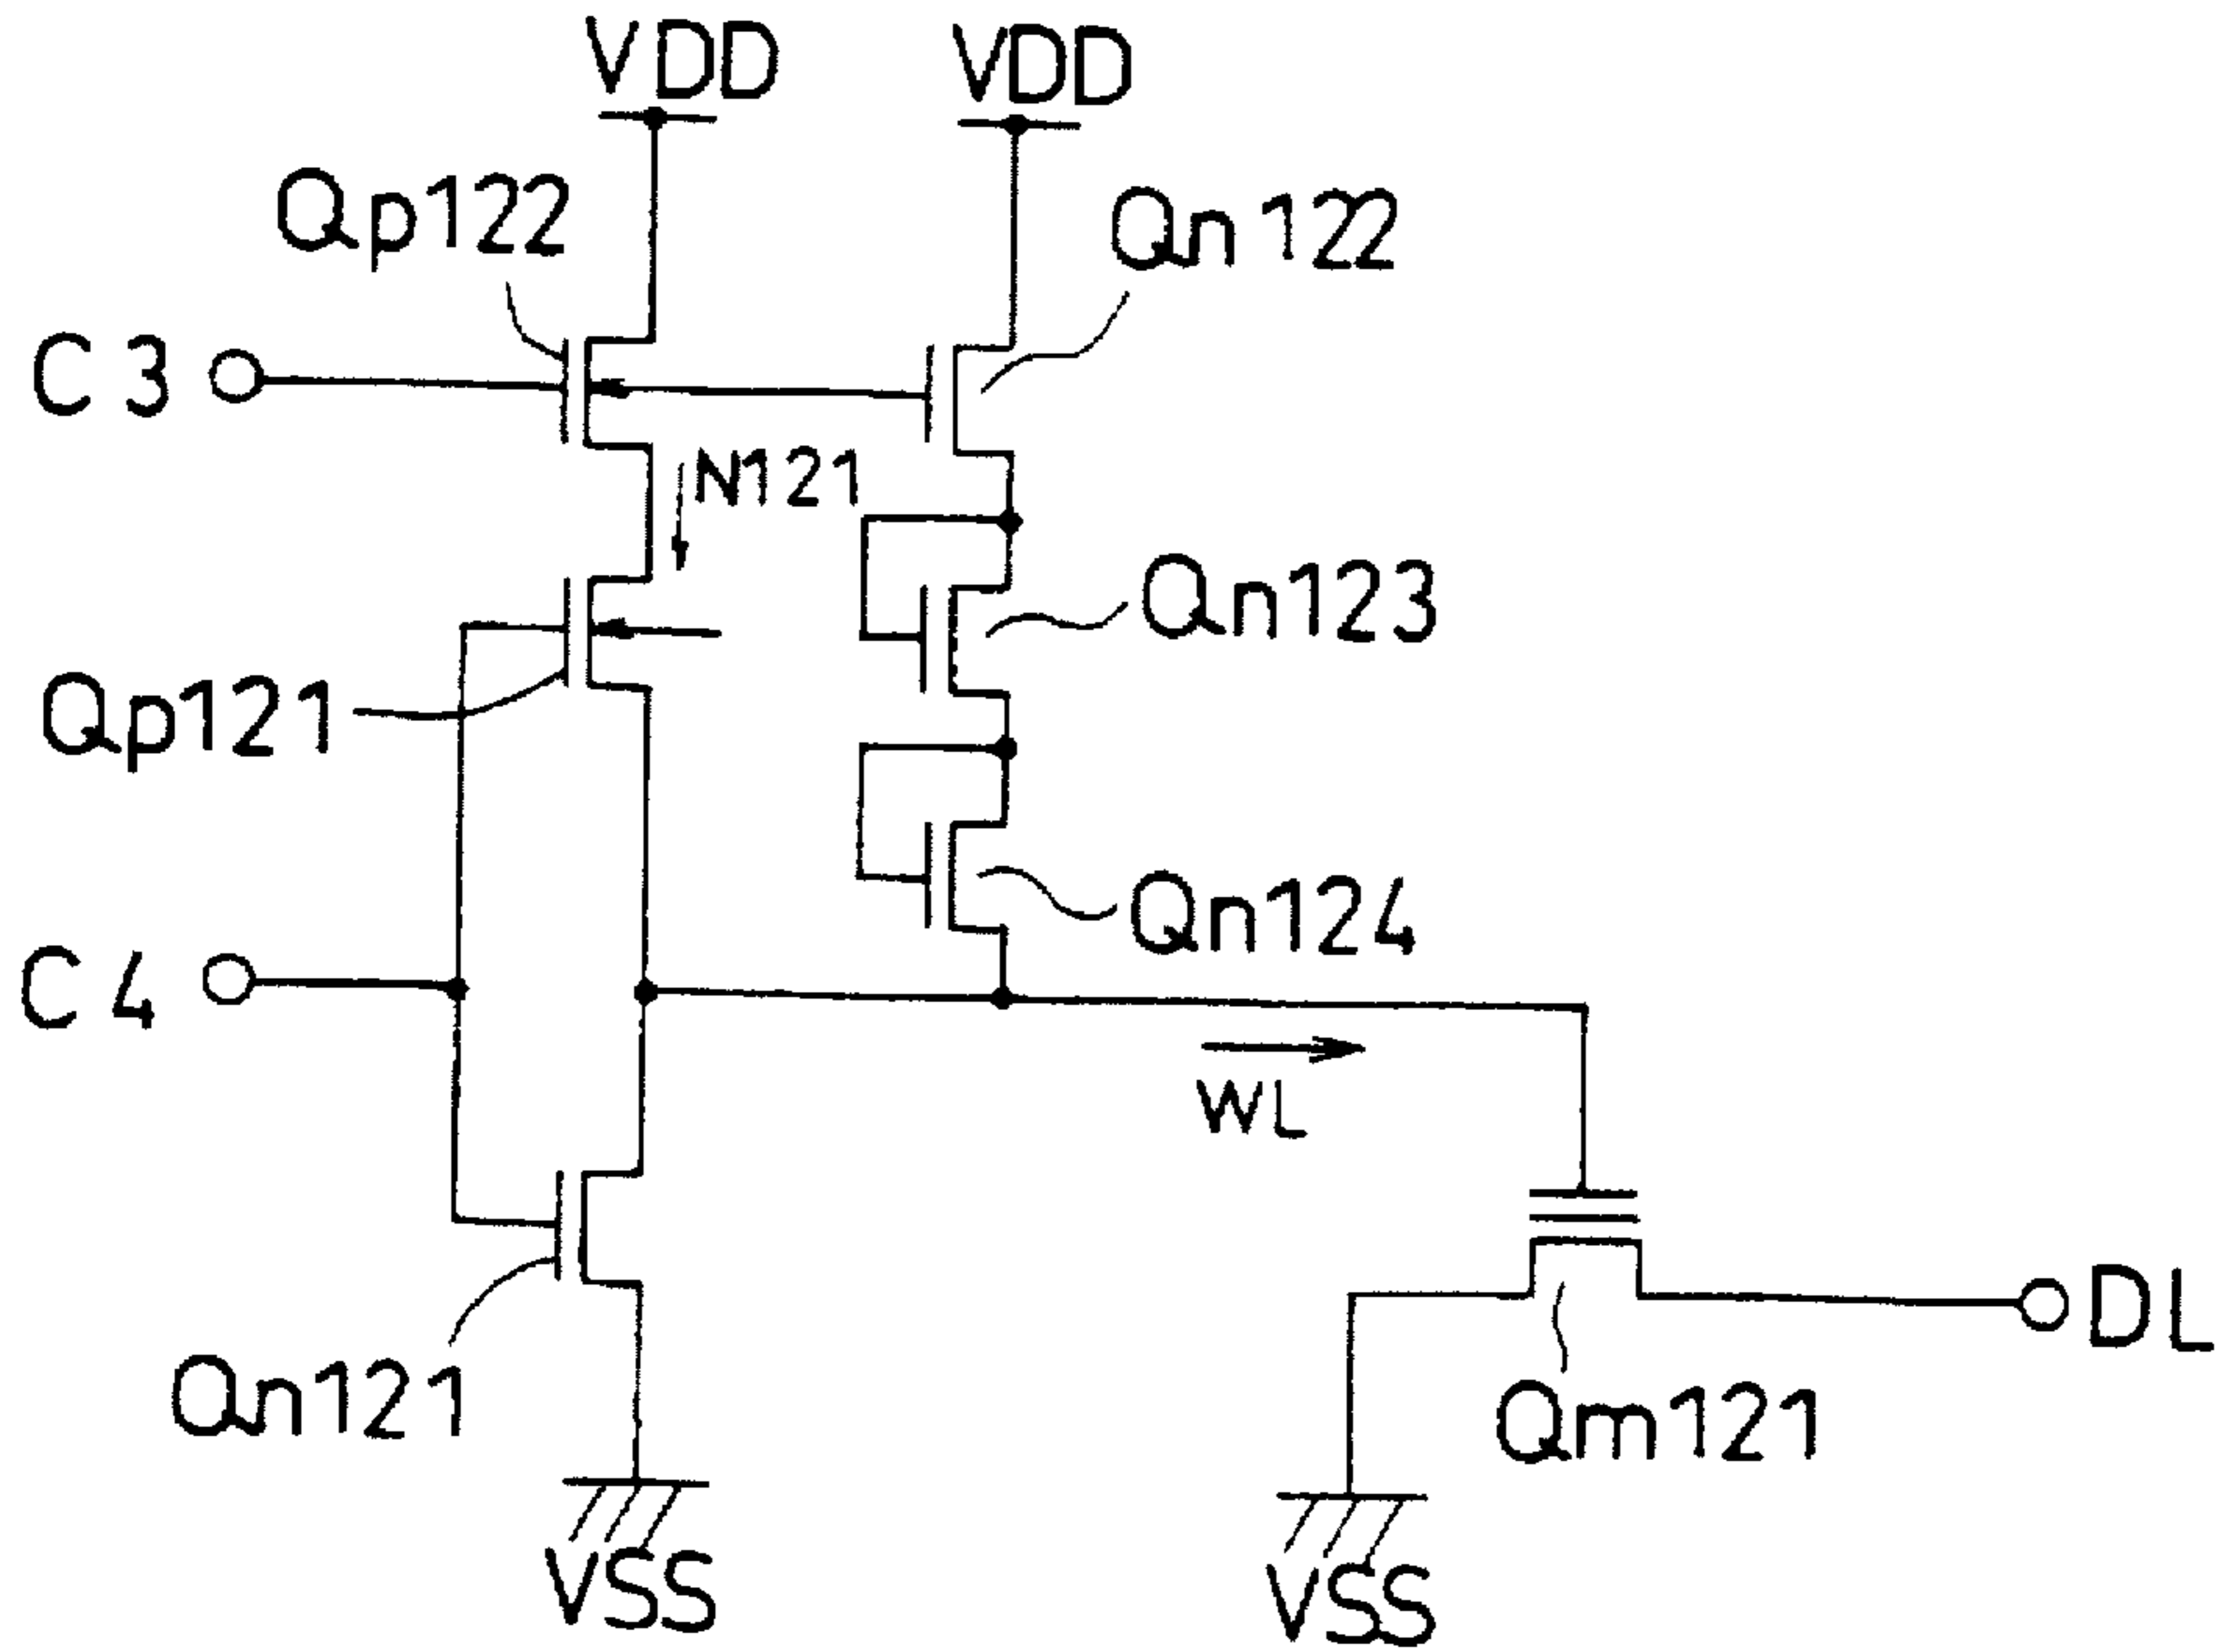 VDD VDD
Qp122 Qn122
C3
N121
Qn123
Qp121
Qn124
C4
WL
DL
Qn121 Qm121
VSS VSS